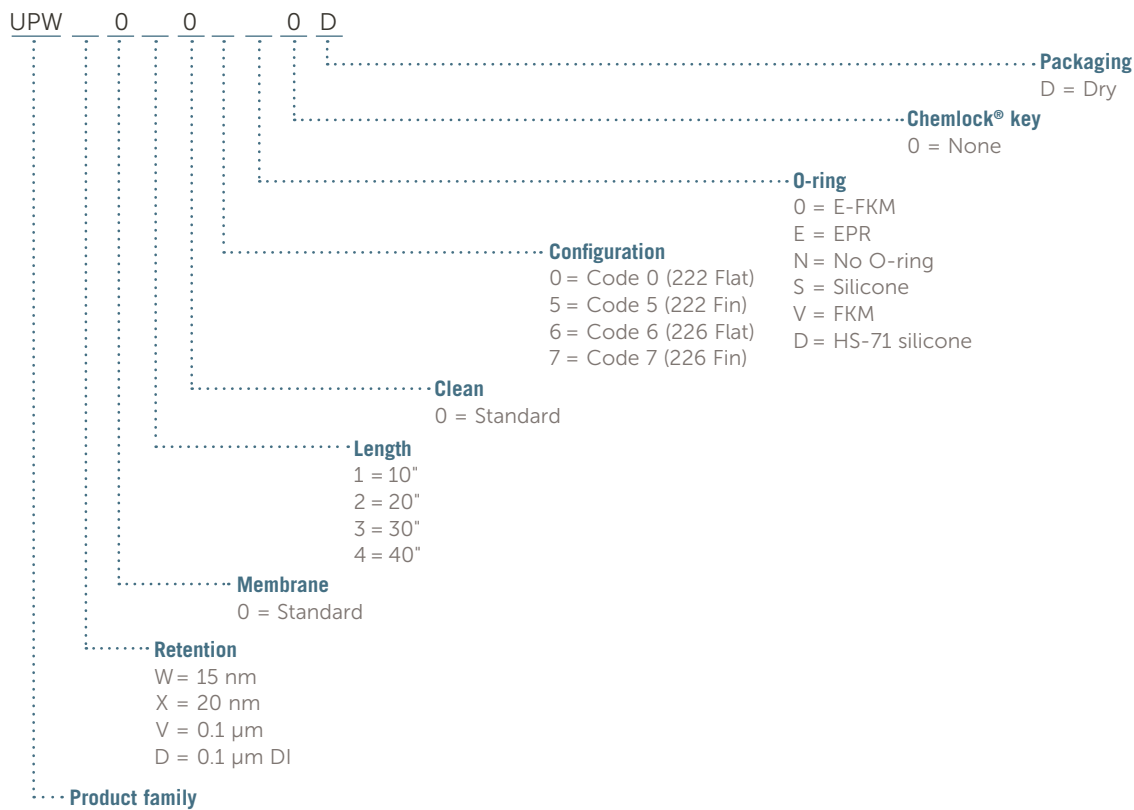 UPW _ 0 _ 0 _ _ 0 D
Packaging
D = Dry
Chemlock® key
0 = None
O-ring
0 = E-FKM
E = EPR
N = No O-ring
S = Silicone
V = FKM
D = HS-71 silicone
Configuration
0 = Code 0 (222 Flat)
5 = Code 5 (222 Fin)
6 = Code 6 (226 Flat)
7 = Code 7 (226 Fin)
Clean
0 = Standard
Length
1 = 10"
2 = 20"
3 = 30"
4 = 40"
Membrane
0 = Standard
Retention
W = 15 nm
X = 20 nm
V = 0.1 µm
D = 0.1 µm DI
Product family